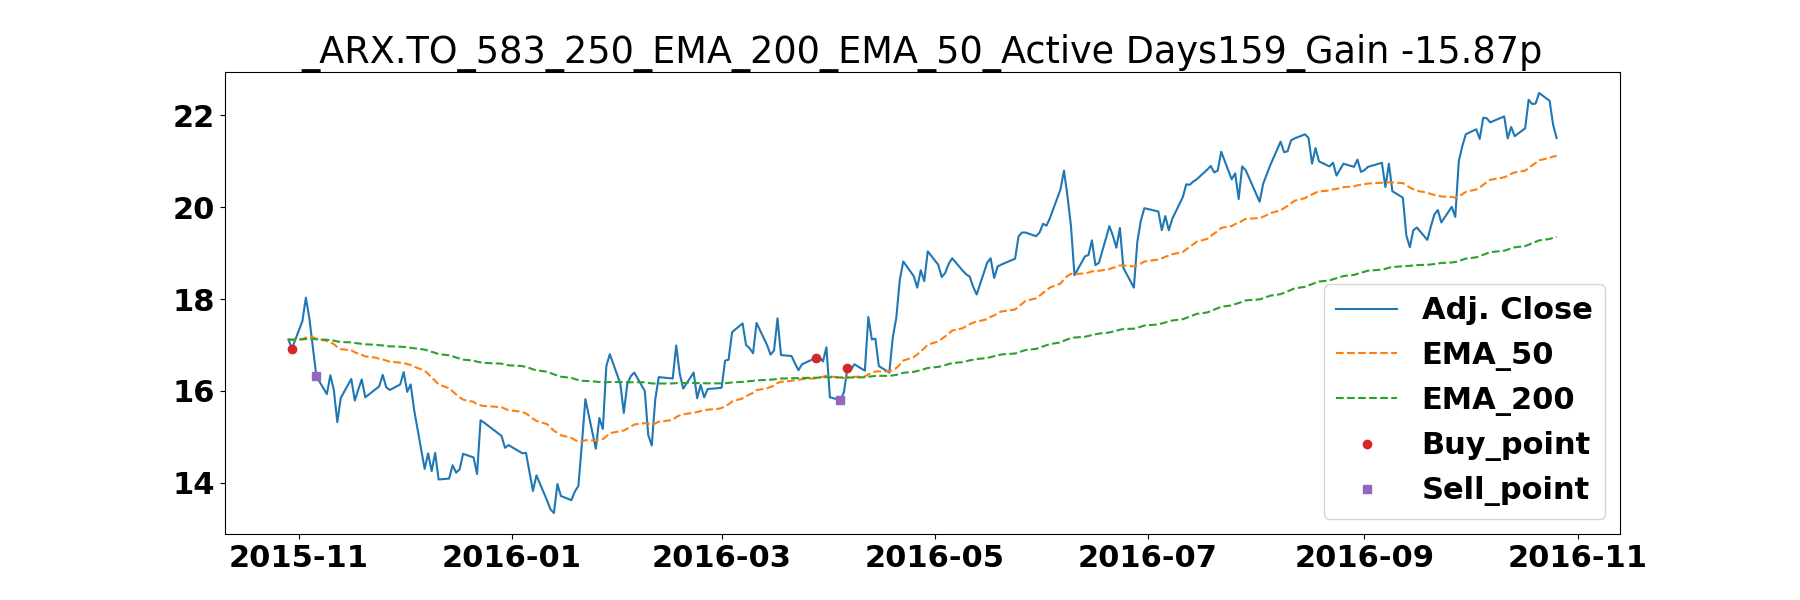 _ARX.TO_583_250_EMA_200_EMA_50_Active Days159_Gain -15.87p
22
20
18
16
14
Adj. Close
EMA_50
EMA_200
Buy_point
Sell_point
2015-11 2016-01 2016-03 2016-05 2016-07 2016-09 2016-11